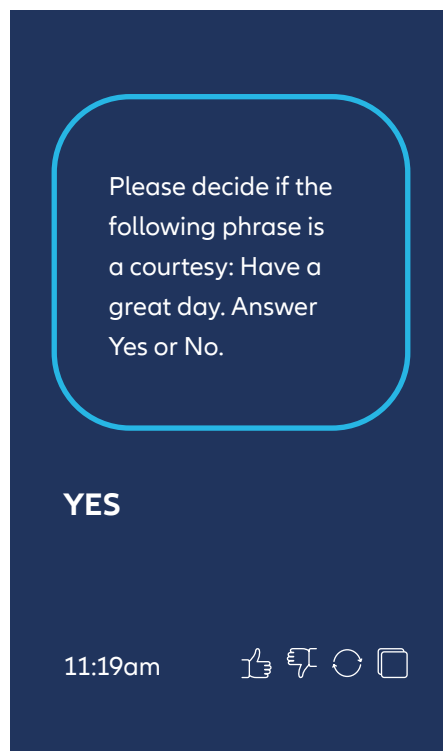 Please decide if the
following phrase is
a courtesy: Have a
great day. Answer
Yes or No.
YES
11:19am